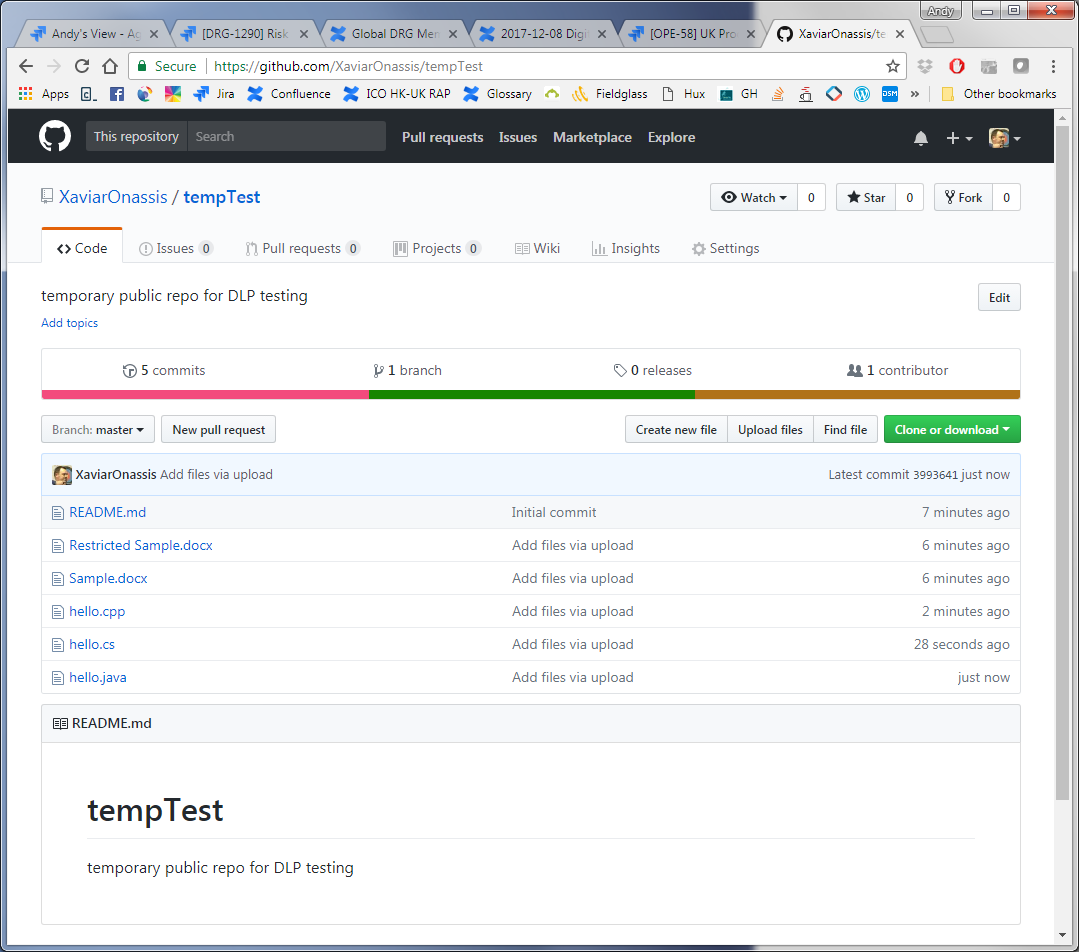 Andy
Andy's View - Ag
[DRG-1290] Risk
Global DRG Mem
2017-12-08 Digi
[OPE-58] UK Pro
XaviarOnassis/te
Secure https://github.com/XaviarOnassis/tempTest
Apps Jira Confluence ICO HK-UK RAP Glossary Fieldglass Hux GH DSM » Other bookmarks
This repository Search Pull requests Issues Marketplace Explore
XaviarOnassis / tempTest
Watch 0 Star 0 Fork 0
Code Issues 0 Pull requests 0 Projects 0 Wiki Insights Settings
temporary public repo for DLP testing
Edit
Add topics
5 commits 1 branch 0 releases 1 contributor
Branch: master New pull request Create new file Upload files Find file Clone or download
XaviarOnassis Add files via upload Latest commit 3993641 just now
README.md Initial commit 7 minutes ago
Restricted Sample.docx Add files via upload 6 minutes ago
Sample.docx Add files via upload 6 minutes ago
hello.cpp Add files via upload 2 minutes ago
hello.cs Add files via upload 28 seconds ago
hello.java Add files via upload just now
README.md
tempTest
temporary public repo for DLP testing